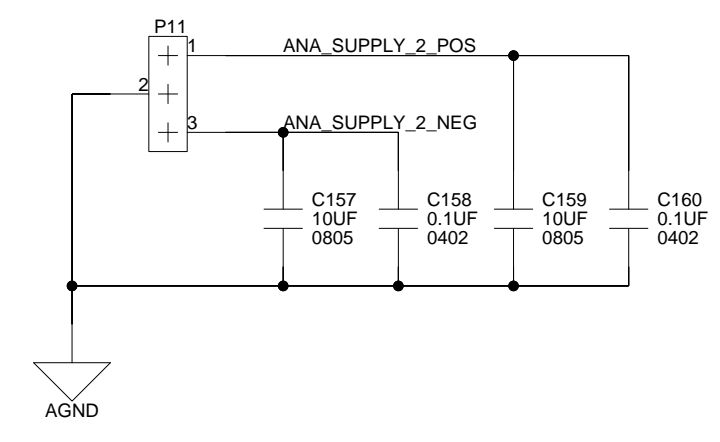 P11
1
ANA_SUPPLY_2_POS
2
3
ANA_SUPPLY_2_NEG
C157
10UF
0805
C158
0.1UF
0402
C159
10UF
0805
C160
0.1UF
0402
AGND